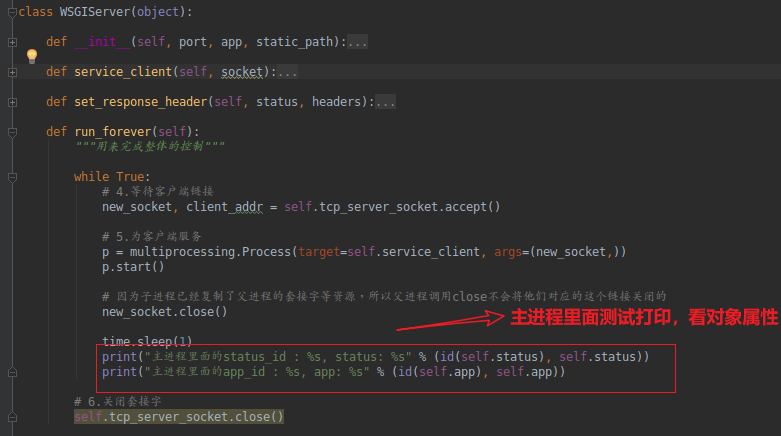 class WSGIServer(object):
def __init__(self, port, app, static_path):...
def service_client(self, socket):...
def set_response_header(self, status, headers):...
def run_forever(self):
"""用来完成整体的控制"""
while True:
# 4.等待客户端链接
new_socket, client_addr = self.tcp_server_socket.accept()
# 5.为客户端服务
p = multiprocessing.Process(target=self.service_client, args=(new_socket,))
p.start()
# 因为子进程已经复制了父进程的套接字等资源，所以父进程调用close不会将他们对应的这个链接关闭的
new_socket.close()
主进程里面测试打印，看对象属性
time.sleep(1)
print("主进程里面的status_id : %s, status: %s" % (id(self.status), self.status))
print("主进程里面的app_id : %s, app: %s" % (id(self.app), self.app))
# 6.关闭套接字
self.tcp_server_socket.close()